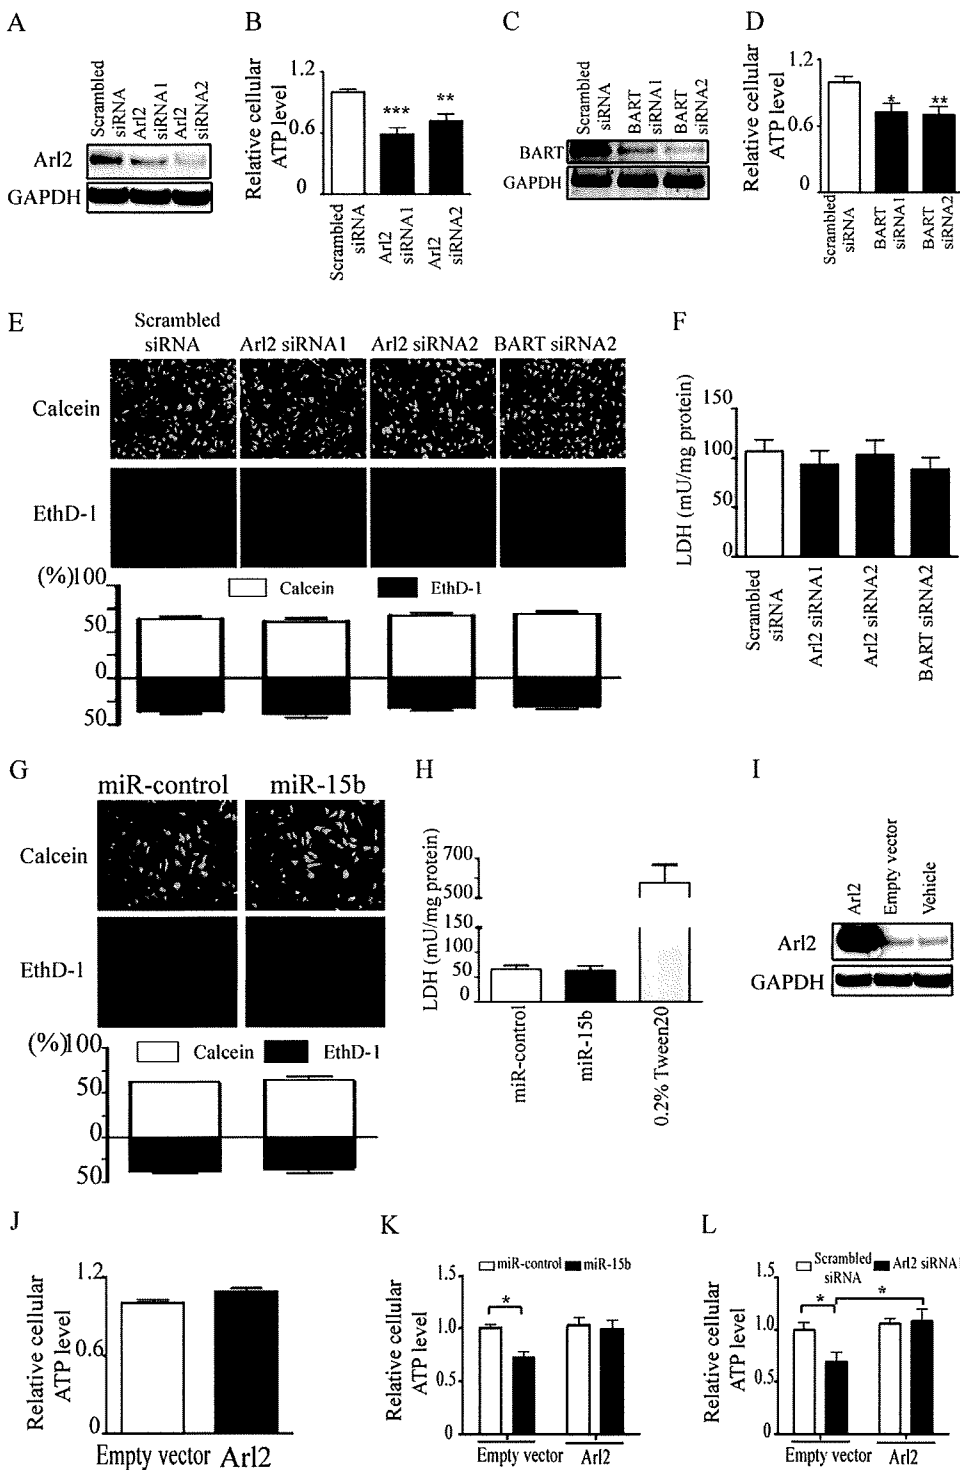 A
Scrambled
siRNA
Arl2
siRNA1
Arl2
siRNA2
Arl2
GAPDH
B
Relative cellular
ATP level
1.2
0.6
0
***
**
Scrambled
siRNA
Arl2
siRNA1
Arl2
siRNA2
C
Scrambled
siRNA
BART
siRNA1
BART
siRNA2
BART
GAPDH
D
Relative cellular
ATP level
1.2
0.6
0
*
**
Scrambled
siRNA
BART
siRNA1
BART
siRNA2
E
Scrambled
siRNA
Arl2 siRNA1
Arl2 siRNA2
BART siRNA2
Calcein
EthD-1
(%)
100
50
0
50
Calcein
EthD-1
F
LDH (mU/mg protein)
150
100
50
0
Scrambled
siRNA
Arl2 siRNA1
Arl2 siRNA2
BART siRNA2
G
miR-control
miR-15b
Calcein
EthD-1
(%)
100
50
0
50
Calcein
EthD-1
H
LDH (mU/mg protein)
700
500
150
100
50
0
miR-control
miR-15b
0.2% Tween20
I
Arl2
Empty vector
Vehicle
Arl2
GAPDH
J
Relative cellular
ATP level
1.2
0.6
0
Empty vector
Arl2
K
miR-control
miR-15b
Relative cellular
ATP level
1.5
1.0
0.5
0
*
Empty vector
Arl2
L
Scrambled
siRNA
Arl2 siRNA1
Relative cellular
ATP level
1.5
1.0
0.5
0
*
*
Empty vector
Arl2